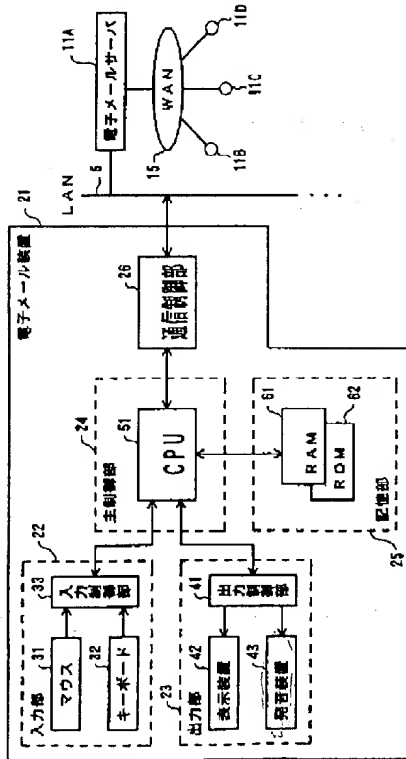 電子メール装置
21
入力部
22
マウス
31
キーボード
32
入力制御部
33
主制御部
24
CPU
51
出力部
23
出力制御部
41
表示装置
42
発音装置
43
記憶部
25
RAM
61
ROM
62
通信制御部
26
LAN
5
電子メールサーバ
11A
WAN
15
11B
11C
11D